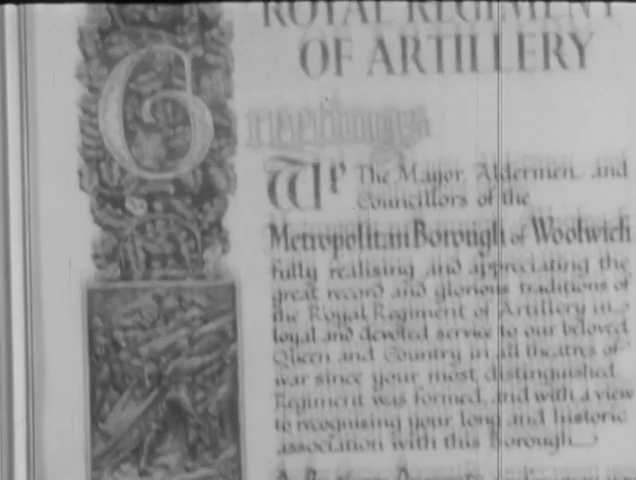 ROYAL REGIMENT
OF ARTILLERY
Greetings
We The Mayor, Aldermen and
Councillors of the
Metropolitan Borough of Woolwich
fully realising and appreciating the
great record and glorious traditions of
the Royal Regiment of Artillery in
loyal and devoted service to our beloved
Queen and Country in all theatres of
war since your most distinguished
Regiment was formed, and with a view
to recognising your long and historic
association with this Borough